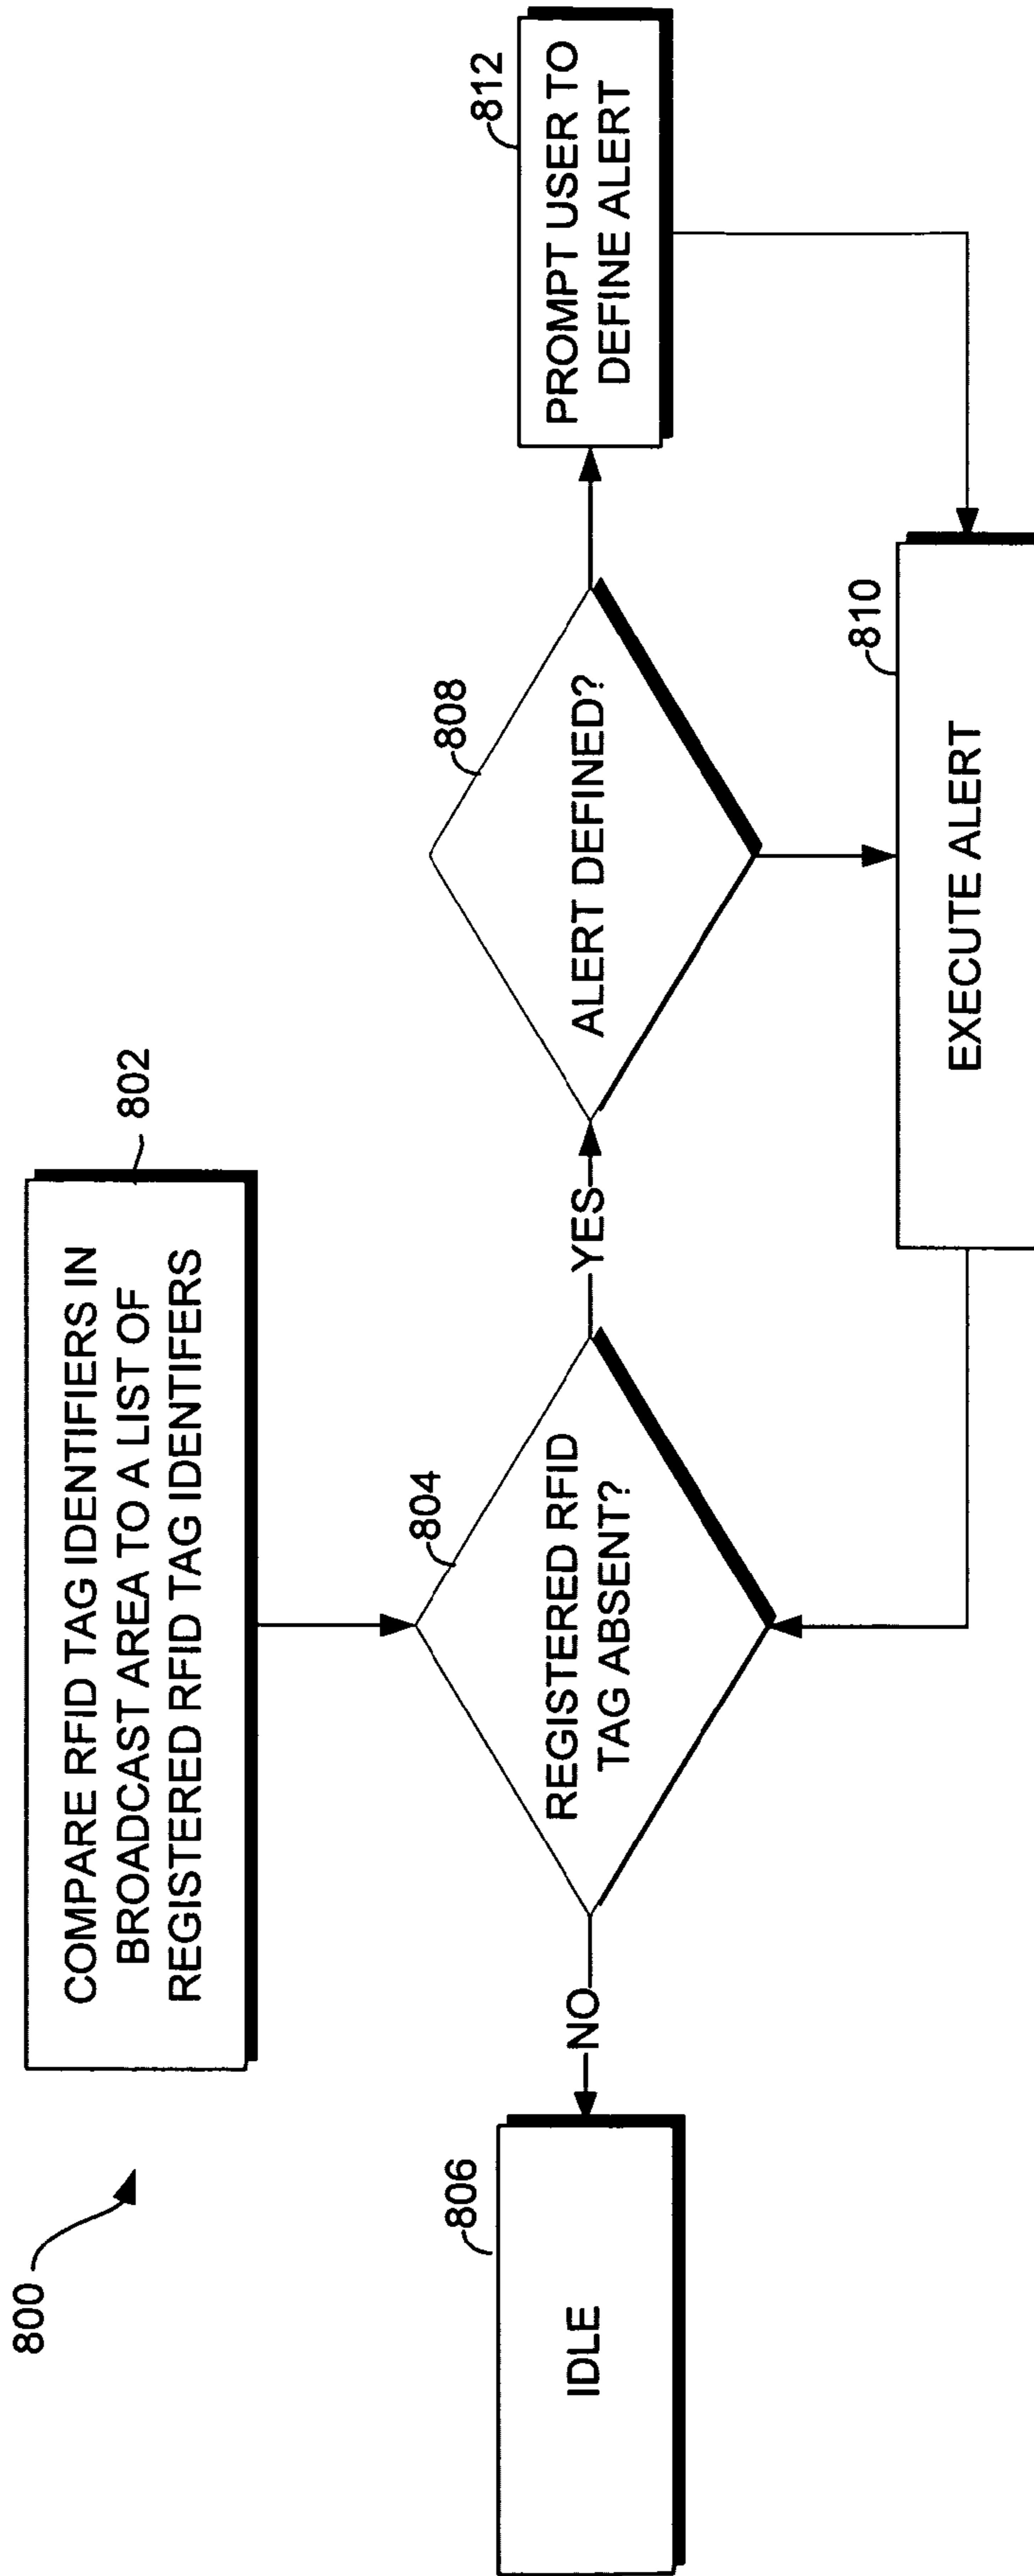 800
802
COMPARE RFID TAG IDENTIFIERS IN
BROADCAST AREA TO A LIST OF
REGISTERED RFID TAG IDENTIFERS
804
REGISTERED RFID
TAG ABSENT?
NO
806
IDLE
YES
808
ALERT DEFINED?
812
PROMPT USER TO
DEFINE ALERT
810
EXECUTE ALERT